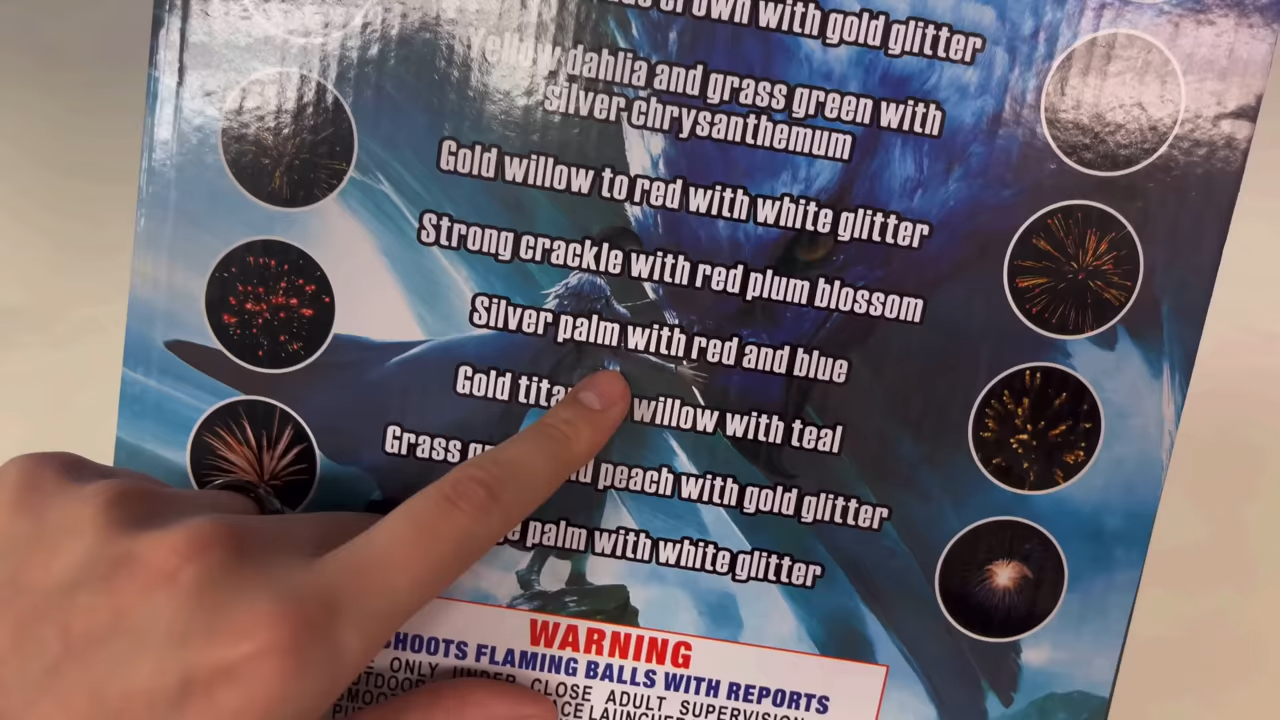 with gold glitter
Yellow dahlia and grass green with
silver chrysanthemum
Gold willow to red with white glitter
Strong crackle with red plum blossom
Silver palm with red and blue
Gold willow with teal
Grass peach with gold glitter
palm with white glitter
WARNING
SHOOTS FLAMING BALLS WITH REPORTS
ONLY UNDER CLOSE ADULT SUPERVISION